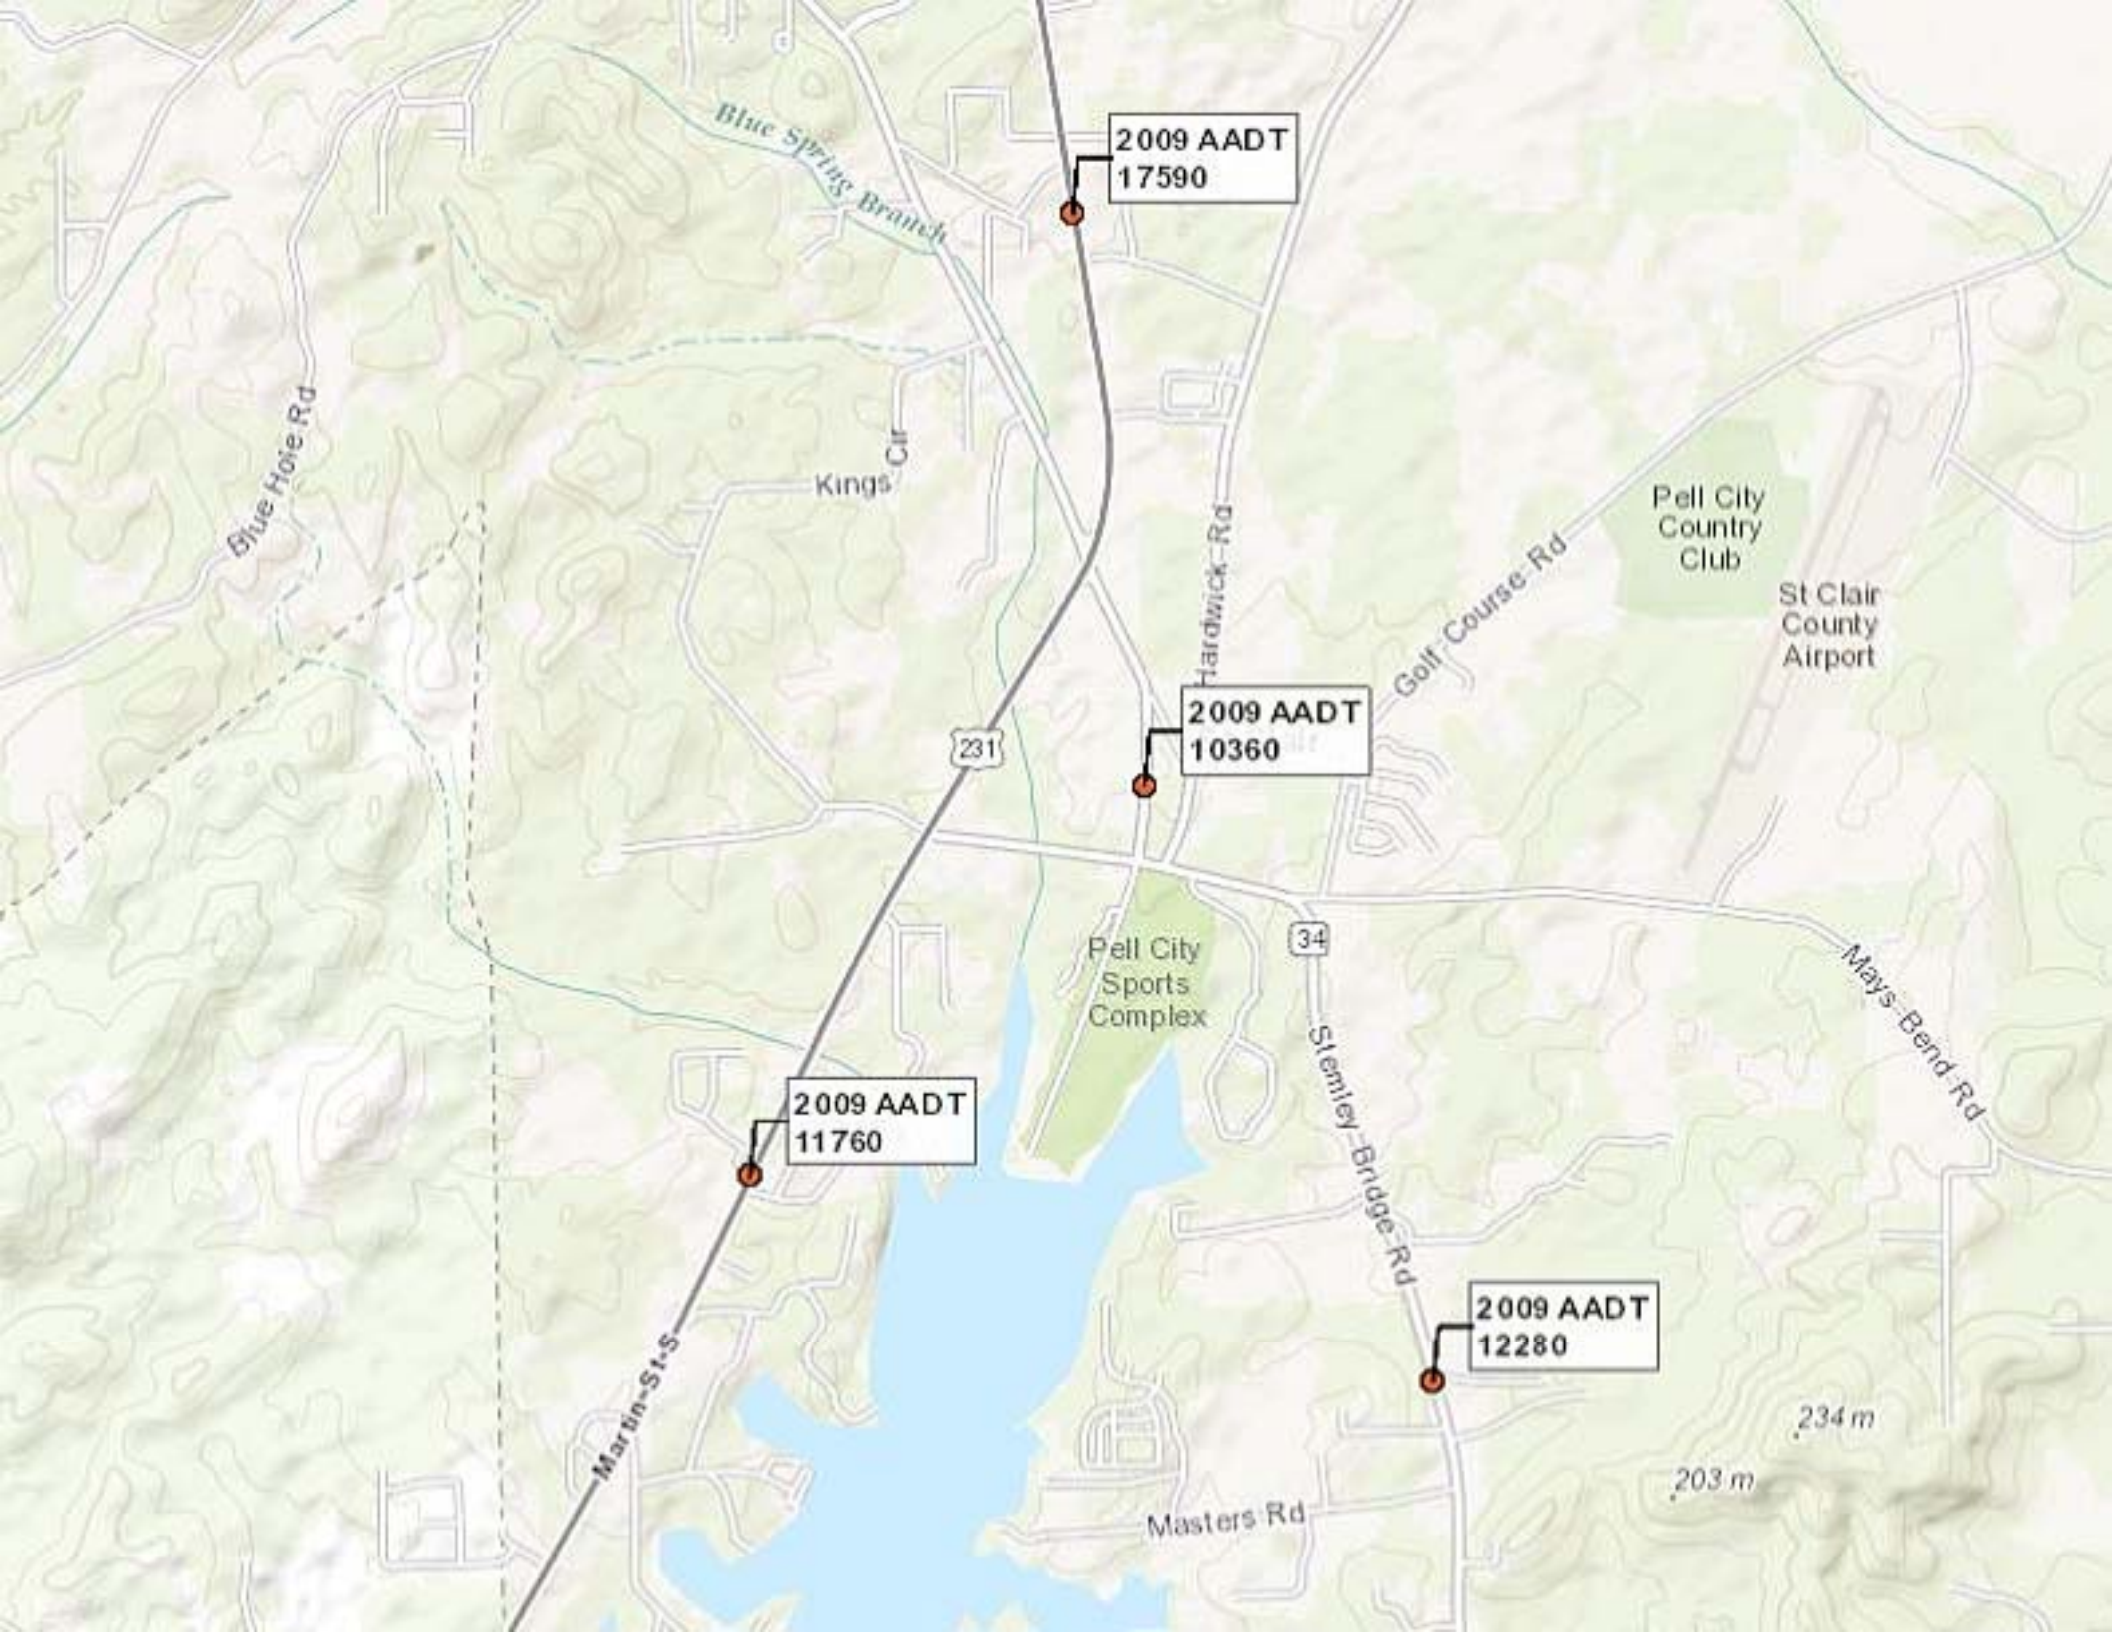 Blue Spring Branch
2009 AADT
17590
Blue Hole Rd
Kings Cir
Hardwick Rd
Golf Course Rd
Pell City
Country
Club
St Clair
County
Airport
2009 AADT
10360
231
34
Pell City
Sports
Complex
Mays Bend Rd
Stemley Bridge Rd
2009 AADT
11760
2009 AADT
12280
Martin St S
234 m
203 m
Masters Rd